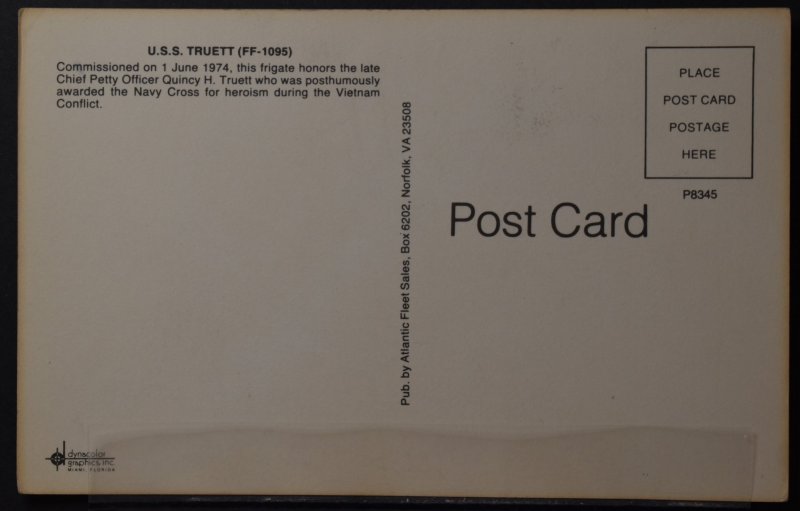 U.S.S. TRUETT (FF-1095)
Commissioned on 1 June 1974, this frigate honors the late
Chief Petty Officer Quincy H. Truett who was posthumously
awarded the Navy Cross for heroism during the Vietnam
Conflict.
Pub. by Atlantic Fleet Sales, Box 6202, Norfolk, VA 23508
PLACE
POST CARD
POSTAGE
HERE
P8345
Post Card
dynacolor
graphics, inc.
MIAMI, FLORIDA